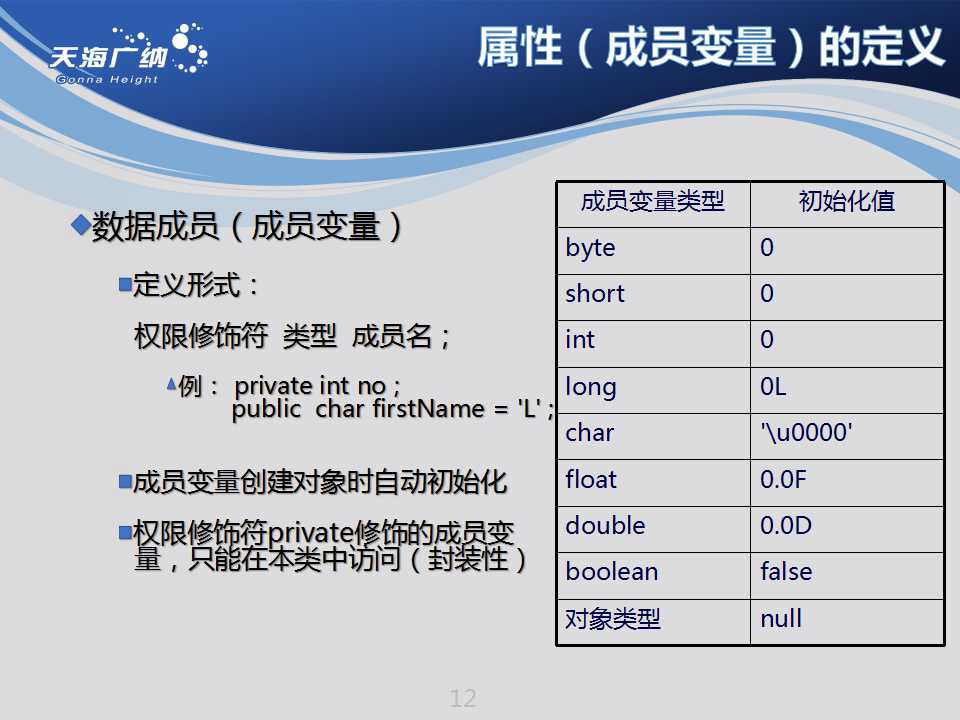 天海广纳
Gonna Height
属性（成员变量）的定义
数据成员（成员变量）
定义形式：
权限修饰符 类型 成员名；
例： private int no ;
public char firstName = 'L' ;
成员变量创建对象时自动初始化
权限修饰符private修饰的成员变
量，只能在本类中访问（封装性）
成员变量类型 初始化值
byte 0
short 0
int 0
long 0L
char '\u0000'
float 0.0F
double 0.0D
boolean false
对象类型 null
12